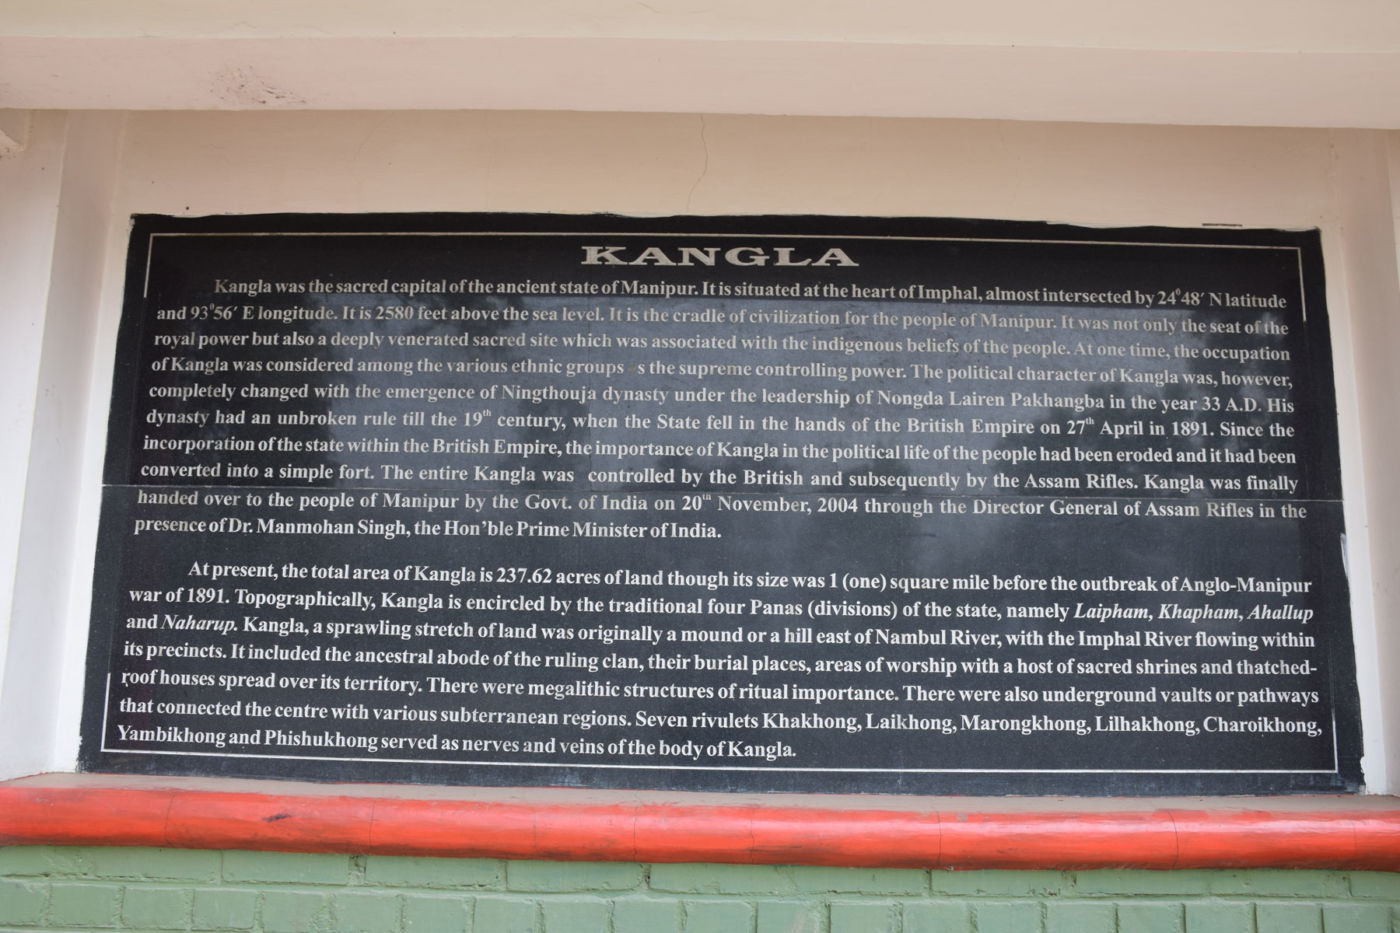 KANGLA
Kangla was the sacred capital of the ancient state of Manipur. It is situated at the heart of Imphal, almost intersected by 24⁰48′ N latitude
and 93⁰56′ E longitude. It is 2580 feet above the sea level. It is the cradle of civilization for the people of Manipur. It was not only the seat of the
royal power but also a deeply venerated sacred site which was associated with the indigenous beliefs of the people. At one time, the occupation
of Kangla was considered among the various ethnic groups s the supreme controlling power. The political character of Kangla was, however,
completely changed with the emergence of Ningthouja dynasty under the leadership of Nongda Lairen Pakhangba in the year 33 A.D. His
dynasty had an unbroken rule till the 19th century, when the State fell in the hands of the British Empire on 27th April in 1891. Since the
incorporation of the state within the British Empire, the importance of Kangla in the political life of the people had been eroded and it had been
converted into a simple fort. The entire Kangla was controlled by the British and subsequently by the Assam Rifles. Kangla was finally
handed over to the people of Manipur by the Govt. of India on 20th November, 2004 through the Director General of Assam Rifles in the
presence of Dr. Manmohan Singh, the Hon'ble Prime Minister of India.
At present, the total area of Kangla is 237.62 acres of land though its size was 1 (one) square mile before the outbreak of Anglo-Manipur
war of 1891. Topographically, Kangla is encircled by the traditional four Panas (divisions) of the state, namely Laipham, Khapham, Ahallup
and Naharup. Kangla, a sprawling stretch of land was originally a mound or a hill east of Nambul River, with the Imphal River flowing within
its precincts. It included the ancestral abode of the ruling clan, their burial places, areas of worship with a host of sacred shrines and thatched-
roof houses spread over its territory. There were megalithic structures of ritual importance. There were also underground vaults or pathways
that connected the centre with various subterranean regions. Seven rivulets Khakhong, Laikhong, Marongkhong, Lilhakhong, Charoikhong,
Yambikhong and Phishukhong served as nerves and veins of the body of Kangla.